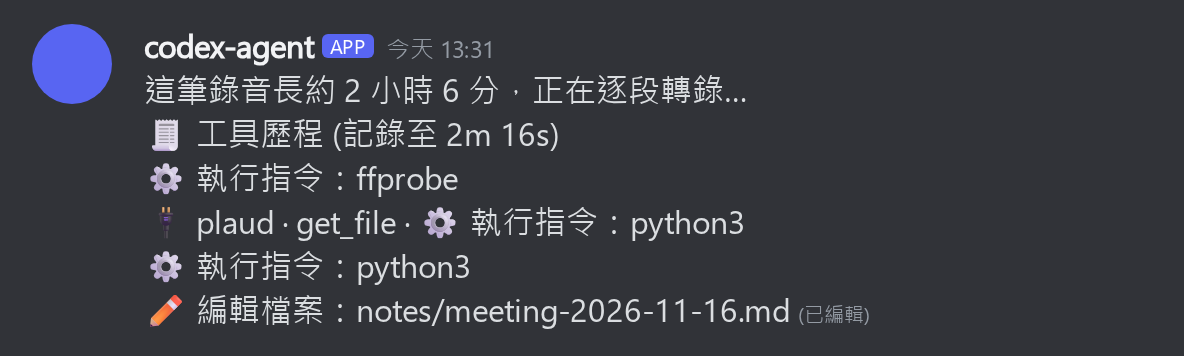 codex-agent APP 今天 13:31
這筆錄音長約 2 小時 6 分，正在逐段轉錄...
工具歷程 (記錄至 2m 16s)
執行指令：ffprobe
plaud · get_file · 執行指令：python3
執行指令：python3
編輯檔案：notes/meeting-2026-11-16.md (已編輯)